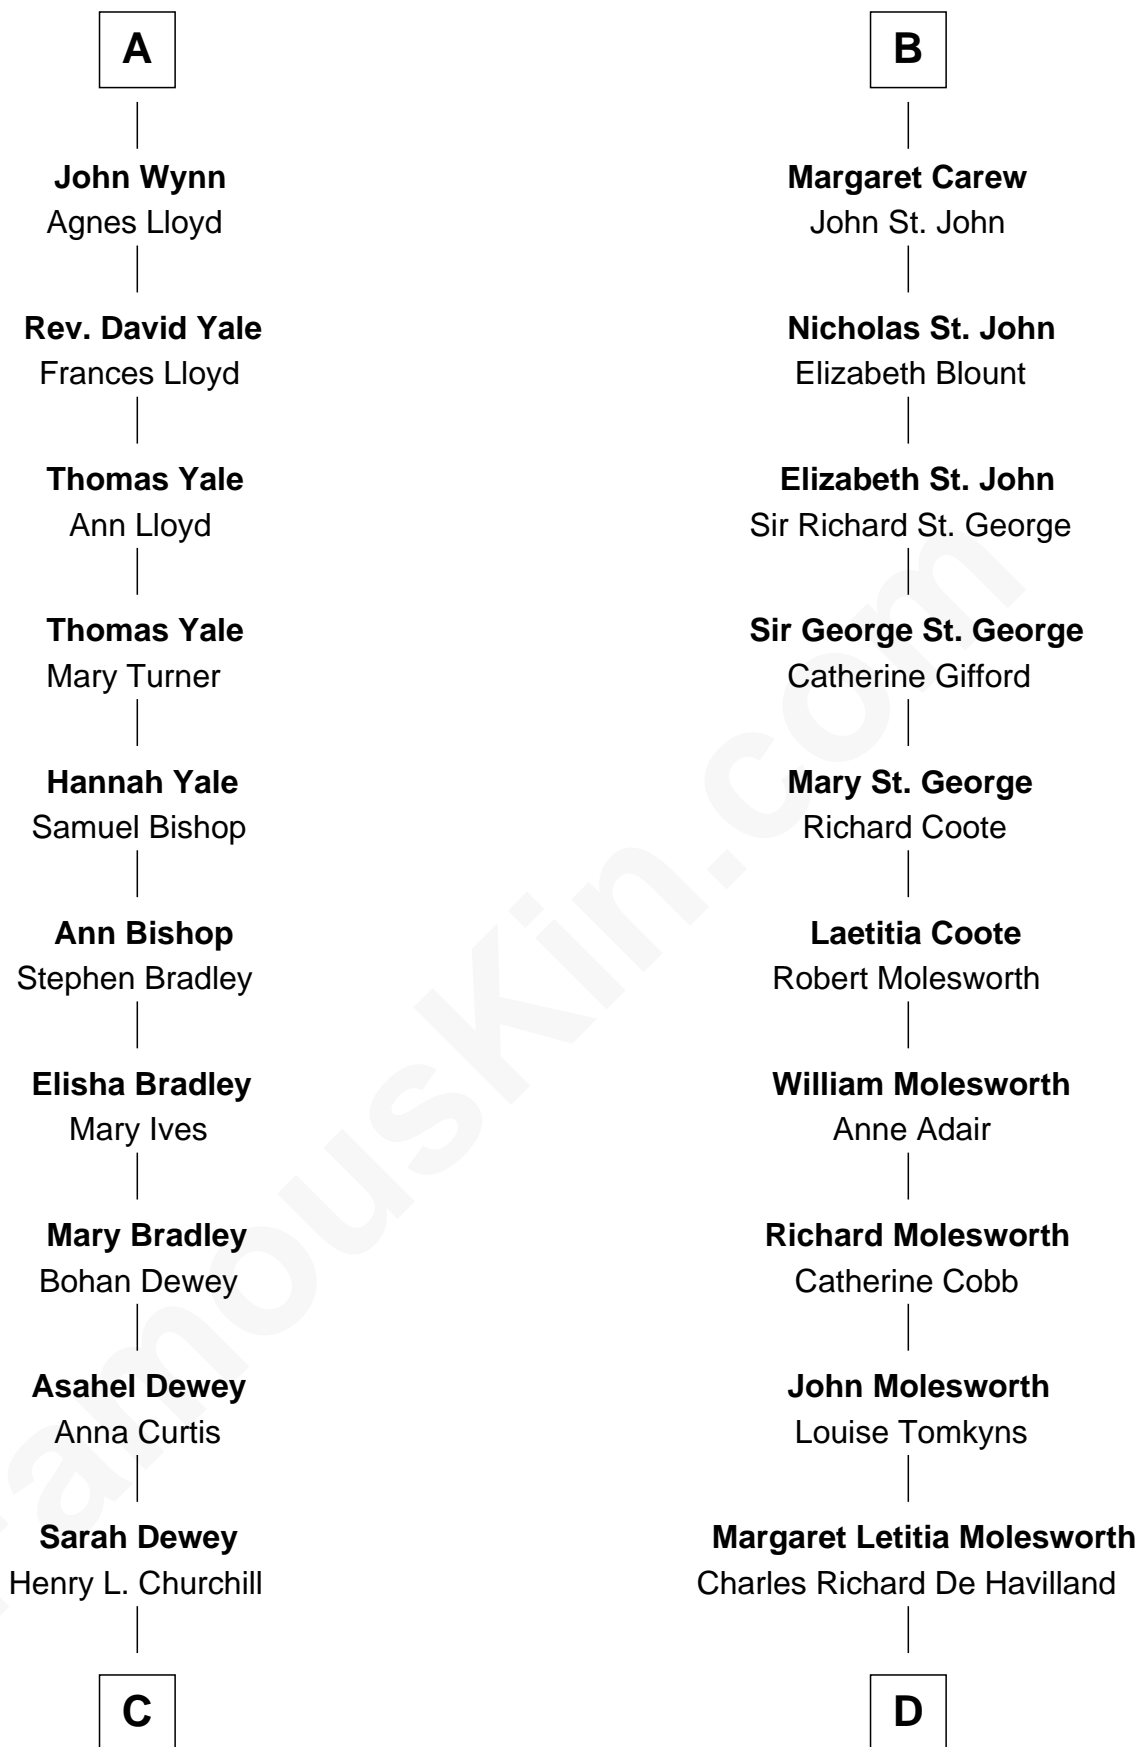 A
John Wynn
Agnes Lloyd
Rev. David Yale
Frances Lloyd
Thomas Yale
Ann Lloyd
Thomas Yale
Mary Turner
Hannah Yale
Samuel Bishop
Ann Bishop
Stephen Bradley
Elisha Bradley
Mary Ives
Mary Bradley
Bohan Dewey
Asahel Dewey
Anna Curtis
Sarah Dewey
Henry L. Churchill
C
B
Margaret Carew
John St. John
Nicholas St. John
Elizabeth Blount
Elizabeth St. John
Sir Richard St. George
Sir George St. George
Catherine Gifford
Mary St. George
Richard Coote
Laetitia Coote
Robert Molesworth
William Molesworth
Anne Adair
Richard Molesworth
Catherine Cobb
John Molesworth
Louise Tomkyns
Margaret Letitia Molesworth
Charles Richard De Havilland
D
FamousKin.com